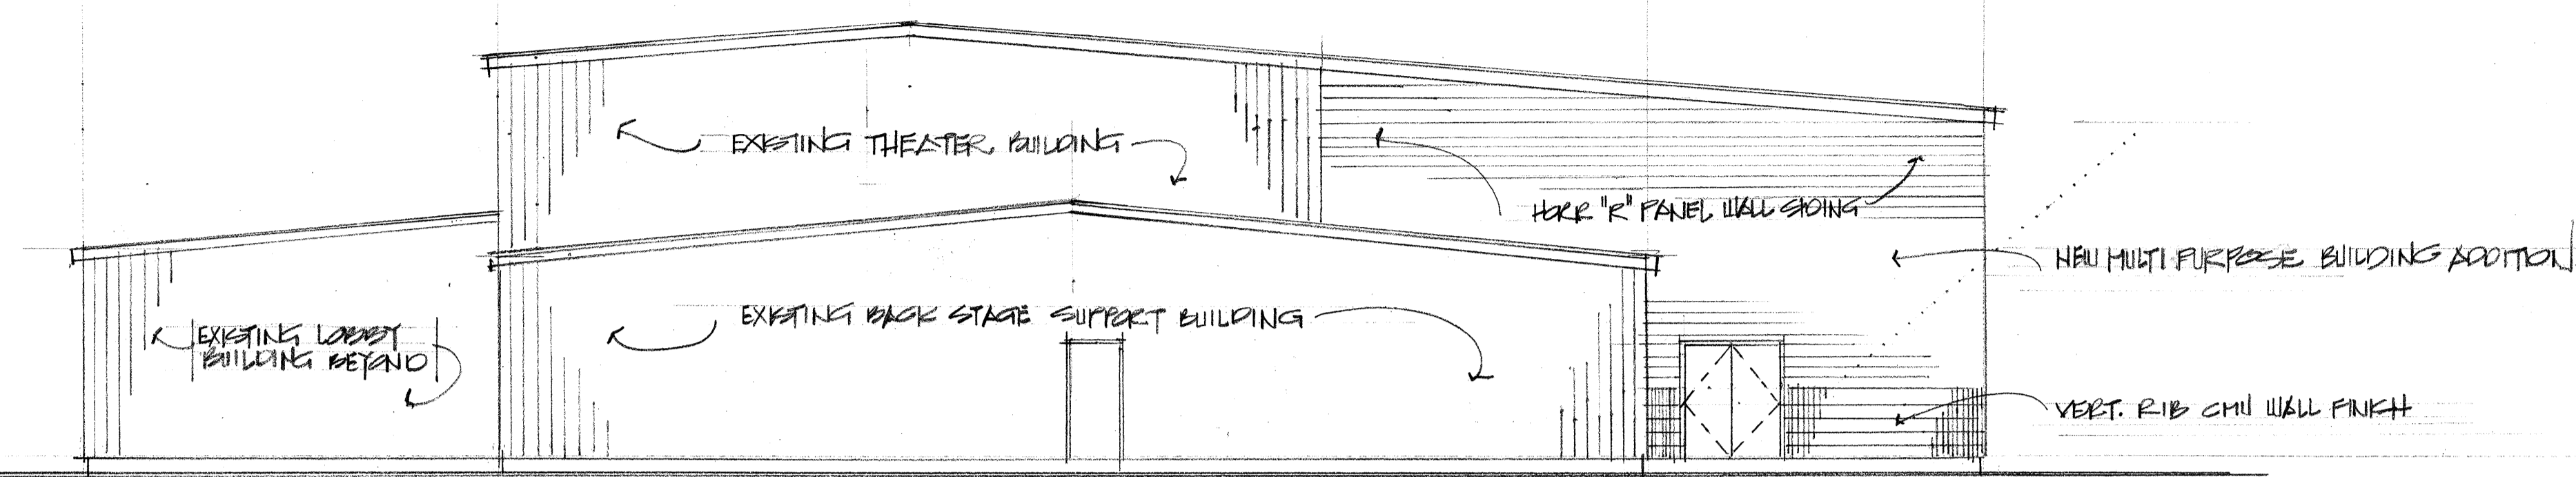 EXISTING THEATER BUILDING
HORR "R" PANEL WALL SIDING
NEW MULTI PURPOSE BUILDING ADDITION
EXISTING BACK STAGE SUPPORT BUILDING
EXISTING LOBBY
BUILDING BEYOND
VERT. RIB CMU WALL FINISH